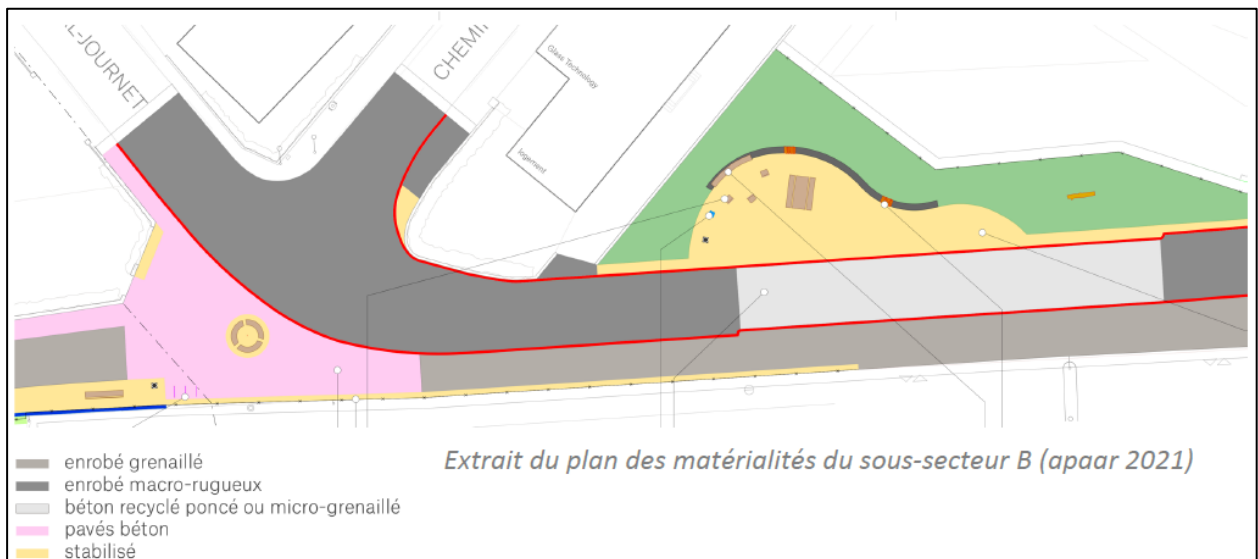 L-JOURNET
CHEMI
Glass Technology
logement
enrobé grenaillé
enrobé macro-rugueux
béton recyclé poncé ou micro-grenaillé
pavés béton
stabilisé
Extrait du plan des matérialités du sous-secteur B (apaar 2021)